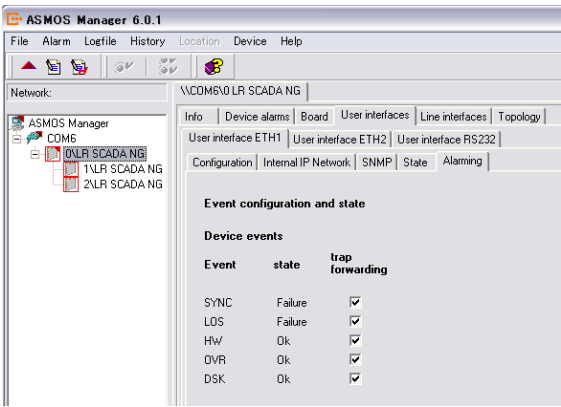 ASMOS Manager 6.0.1
File Alarm Logfile History Location Device Help
Network:
\\COM6\0 LR SCADA NG
ASMOS Manager
COM6
0\LR SCADA NG
1\LR SCADA NG
2\LR SCADA NG
Info Device alarms Board User interfaces Line interfaces Topology
User interface ETH1 User interface ETH2 User interface RS232
Configuration Internal IP Network SNMP State Alarming
Event configuration and state
Device events
Event state trap forwarding
SYNC Failure
LOS Failure
HW Ok
OVR Ok
DSK Ok